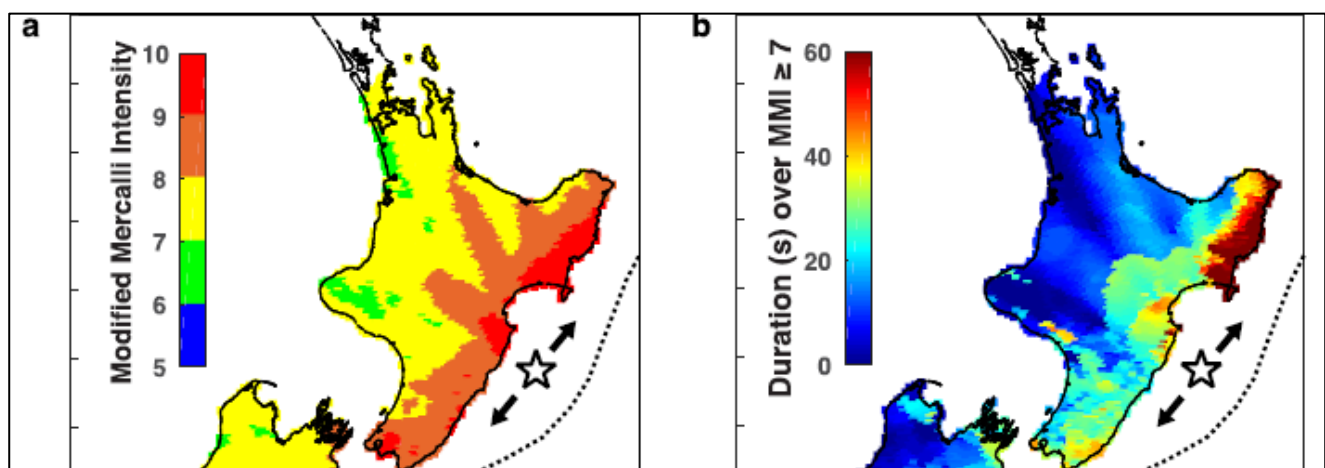 a
Modified Mercalli Intensity
10
9
8
7
6
5
b
Duration (s) over MMI ≥ 7
60
40
20
0